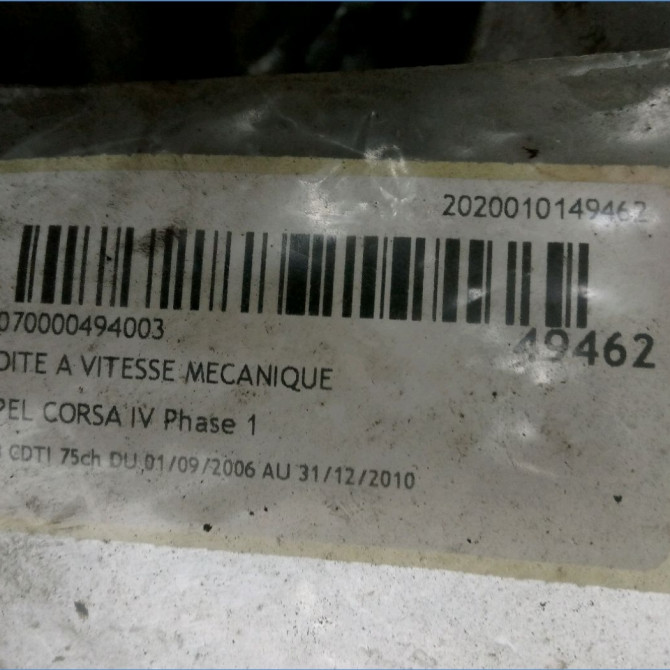 2020010149462
070000494003
49462
OITE A VITESSE MECANIQUE
PEL CORSA IV Phase 1
CDTI 75ch DU 01/09/2006 AU 31/12/2010